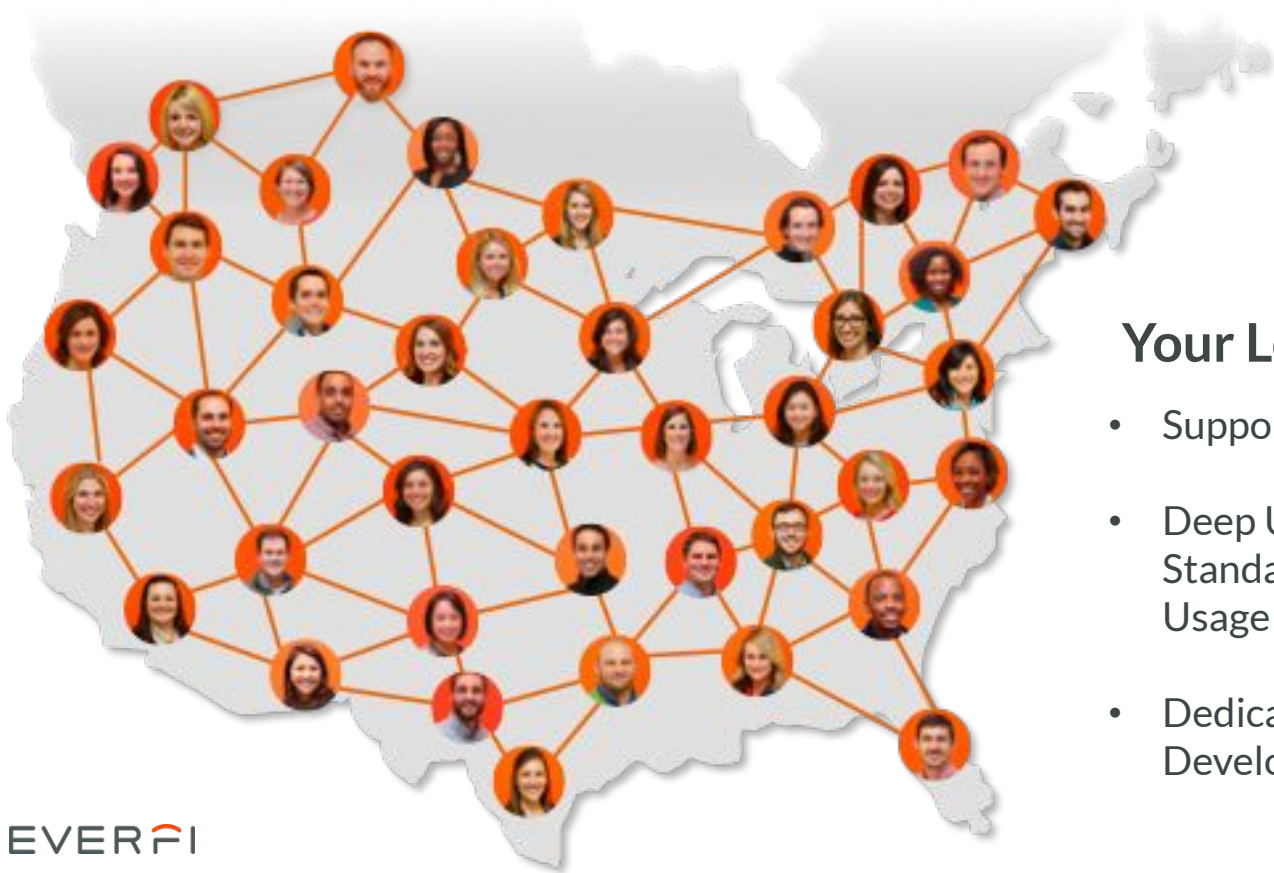 Your L
• Suppo
• Deep U
Standa
Usage
• Dedica
Develo
EVERFI